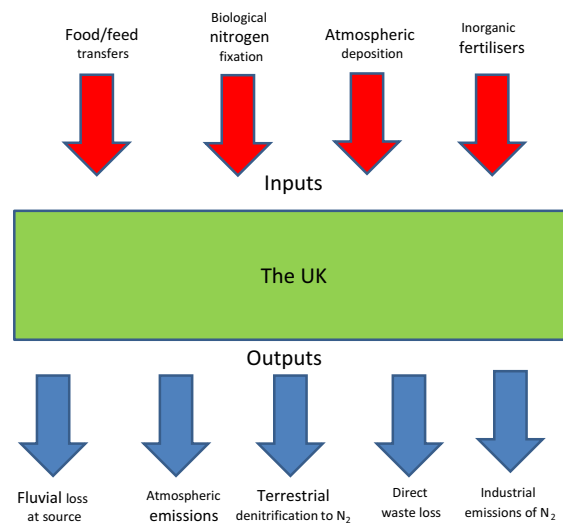 Food/feed
transfers
Biological
nitrogen
fixation
Atmospheric
deposition
Inorganic
fertilisers
Inputs
The UK
Outputs
Fluvial loss
at source
Atmospheric
emissions
Terrestrial
denitrification to N₂
Direct
waste loss
Industrial
emissions of N₂